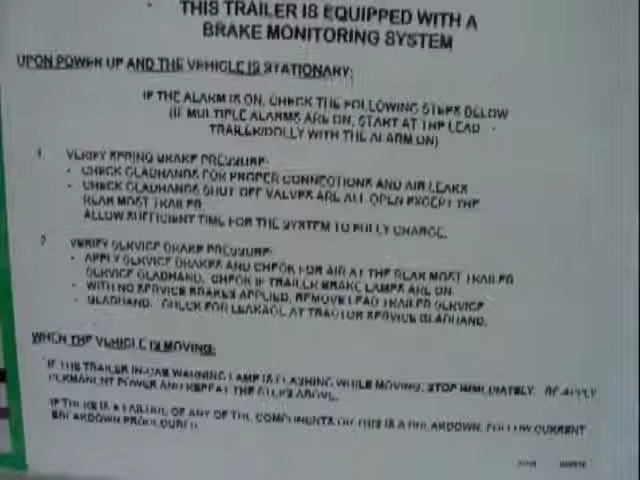 THIS TRAILER IS EQUIPPED WITH A
BRAKE MONITORING SYSTEM
UPON POWER UP AND THE VEHICLE IS STATIONARY:
IF THE ALARM IS ON, CHECK THE FOLLOWING STEPS BELOW
(IF MULTIPLE ALARMS ARE ON, START AT THE LEAD
TRAILER/DOLLY WITH THE ALARM ON)
1. VERIFY SPRING BRAKE PRESSURE:
- CHECK GLADHANDS FOR PROPER CONNECTIONS AND AIR LEAKS
- CHECK GLADHANDS SHUT OFF VALVES ARE ALL OPEN EXCEPT THE
REAR MOST TRAILER.
ALLOW SUFFICIENT TIME FOR THE SYSTEM TO FULLY CHARGE.
2. VERIFY SERVICE BRAKE PRESSURE:
- APPLY SERVICE BRAKES AND CHECK FOR AIR AT THE REAR MOST TRAILER
SERVICE GLADHAND. CHECK IF TRAILER BRAKE LAMPS ARE ON.
- WITH NO SERVICE BRAKES APPLIED, REMOVE LEAD TRAILER SERVICE
- GLADHAND. CHECK FOR LEAKAGE AT TRACTOR SERVICE GLADHAND.
WHEN THE VEHICLE IS MOVING:
IF THE TRAILER IN-CAB WARNING LAMP IS FLASHING WHILE MOVING, STOP IMMEDIATELY. RE-APPLY
PERMANENT POWER AND REPEAT THE STEPS ABOVE.
IF THERE IS A FAILURE OF ANY OF THE COMPONENTS OR THIS IS A BREAKDOWN, FOLLOW CURRENT
BREAKDOWN PROCEDURES